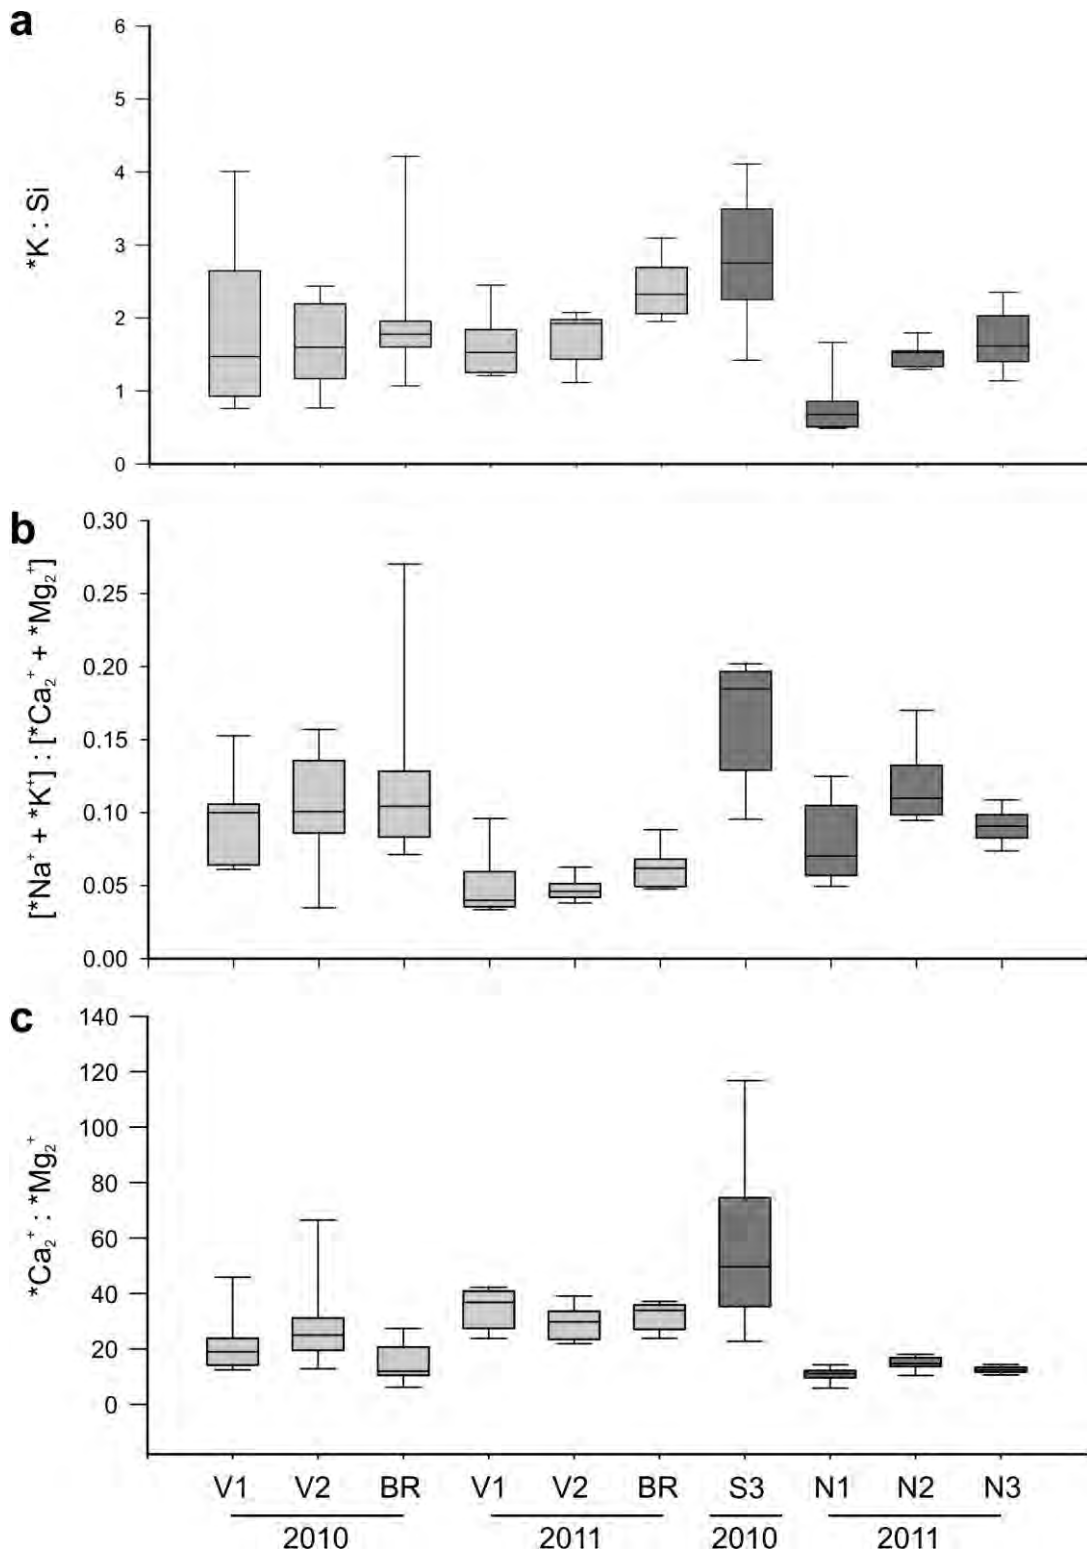 a
6
5
4
3
2
1
0
*K : Si
b
0.30
0.25
0.20
0.15
0.10
0.05
0.00
[*Na⁺ + *K⁺] : [*Ca₂⁺ + *Mg₂⁺]
c
140
120
100
80
60
40
20
0
*Ca₂⁺ : *Mg₂⁺
V1 V2 BR V1 V2 BR S3 N1 N2 N3
2010 2011 2010 2011